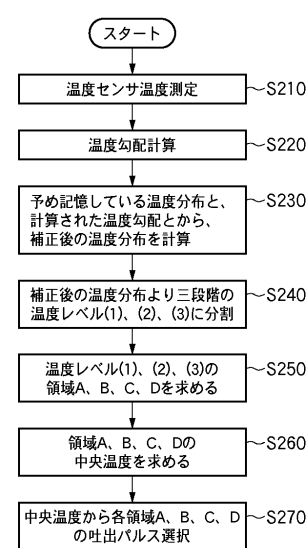 スタート
温度センサ温度測定
S210
温度勾配計算
S220
予め記憶している温度分布と、
計算された温度勾配とから、
補正後の温度分布を計算
S230
補正後の温度分布より三段階の
温度レベル(1)、(2)、(3)に分割
S240
温度レベル(1)、(2)、(3)の
領域A、B、C、Dを求める
S250
領域A、B、C、Dの
中央温度を求める
S260
中央温度から各領域A、B、C、D
の吐出パルス選択
S270